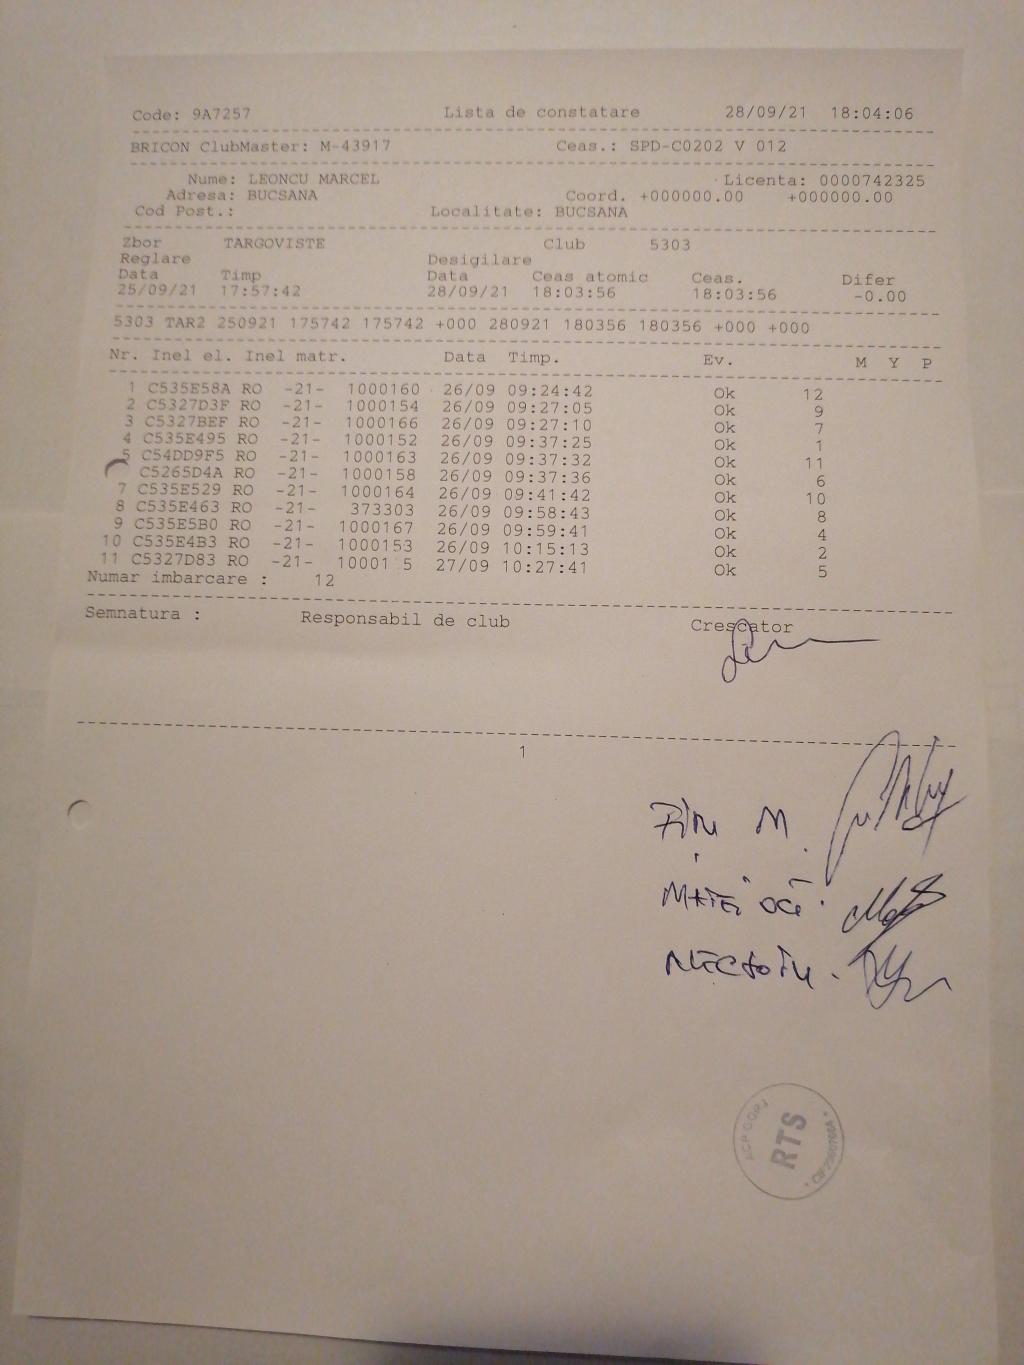 Code: 9A7257 Lista de constatare 28/09/21 18:04:06
BRICON ClubMaster: M-43917 Ceas.: SPD-C0202 V 012
Nume: LEONCU MARCEL Licenta: 0000742325
Adresa: BUCSANA Coord. +000000.00 +000000.00
Cod Post.: Localitate: BUCSANA
Zbor TARGOVISTE Club 5303
Reglare Desigilare
Data Timp Data Ceas atomic Ceas. Difer
25/09/21 17:57:42 28/09/21 18:03:56 18:03:56 -0.00
5303 TAR2 250921 175742 175742 +000 280921 180356 180356 +000 +000
Nr. Inel el. Inel matr. Data Timp. Ev. M Y P
1 C535E58A RO -21- 1000160 26/09 09:24:42 Ok 12
2 C5327D3F RO -21- 1000154 26/09 09:27:05 Ok 9
3 C5327BEF RO -21- 1000166 26/09 09:27:10 Ok 7
4 C535E495 RO -21- 1000152 26/09 09:37:25 Ok 1
5 C54DD9F5 RO -21- 1000163 26/09 09:37:32 Ok 11
C5265D4A RO -21- 1000158 26/09 09:37:36 Ok 6
7 C535E529 RO -21- 1000164 26/09 09:41:42 Ok 10
8 C535E463 RO -21- 373303 26/09 09:58:43 Ok 8
9 C535E5B0 RO -21- 1000167 26/09 09:59:41 Ok 4
10 C535E4B3 RO -21- 1000153 26/09 10:15:13 Ok 2
11 C5327D83 RO -21- 10001 5 27/09 10:27:41 Ok 5
Numar imbarcare : 12
Semnatura : Responsabil de club Crescator
1
M.
MATEI
ACP GORJ
RTS